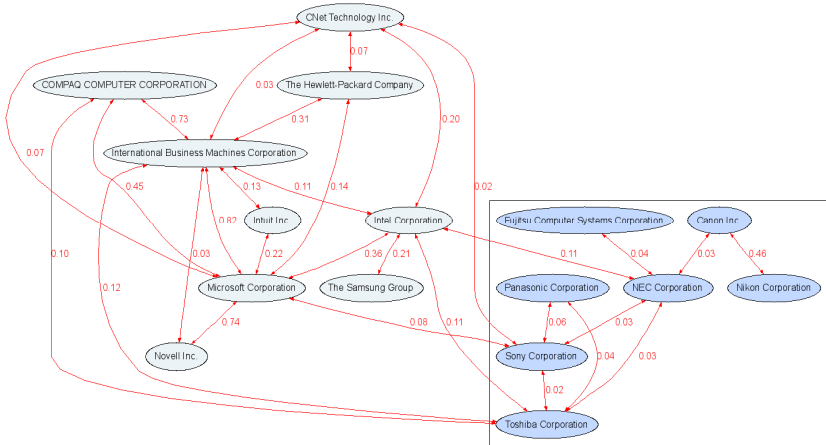 CNet Technology Inc.
0.07
COMPAQ COMPUTER CORPORATION
0.03
The Hewlett-Packard Company
0.73
0.31
0.20
0.07
International Business Machines Corporation
0.45
0.13
0.11
0.14
0.02
0.82
Intuit Inc.
Intel Corporation
Fujitsu Computer Systems Corporation
Canon Inc.
0.10
0.03
0.22
0.36
0.21
0.11
0.04
0.03
0.46
0.12
Microsoft Corporation
The Samsung Group
Panasonic Corporation
NEC Corporation
Nikon Corporation
0.74
0.08
0.11
0.06
0.03
Novell Inc.
Sony Corporation
0.04
0.03
0.02
Toshiba Corporation